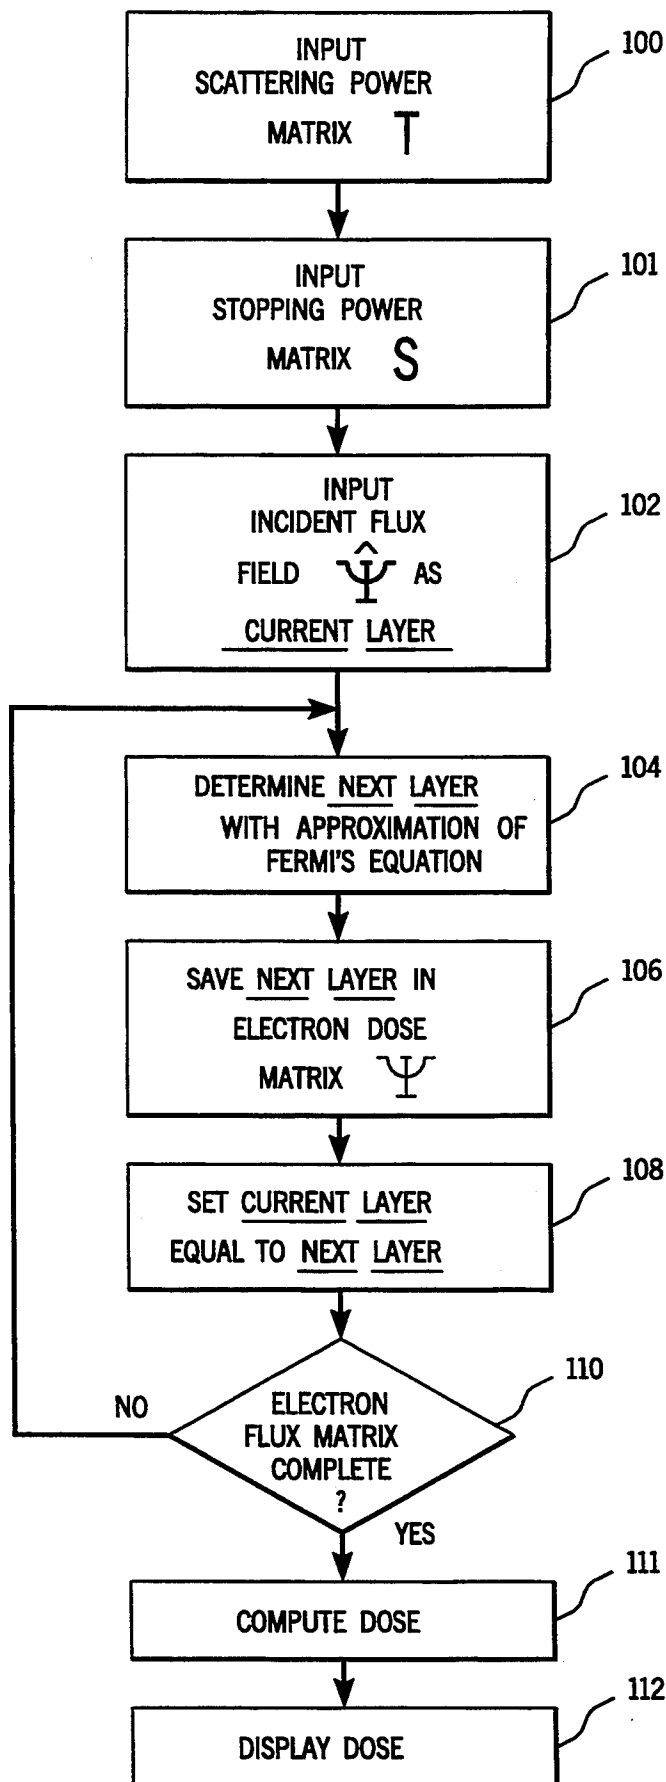 INPUT
SCATTERING POWER
MATRIX T
100
INPUT
STOPPING POWER
MATRIX S
101
INPUT
INCIDENT FLUX
FIELD Ψ̂ AS
CURRENT LAYER
102
DETERMINE NEXT LAYER
WITH APPROXIMATION OF
FERMI'S EQUATION
104
SAVE NEXT LAYER IN
ELECTRON DOSE
MATRIX Ψ
106
SET CURRENT LAYER
EQUAL TO NEXT LAYER
108
ELECTRON
FLUX MATRIX
COMPLETE
?
110
NO
YES
COMPUTE DOSE
111
DISPLAY DOSE
112